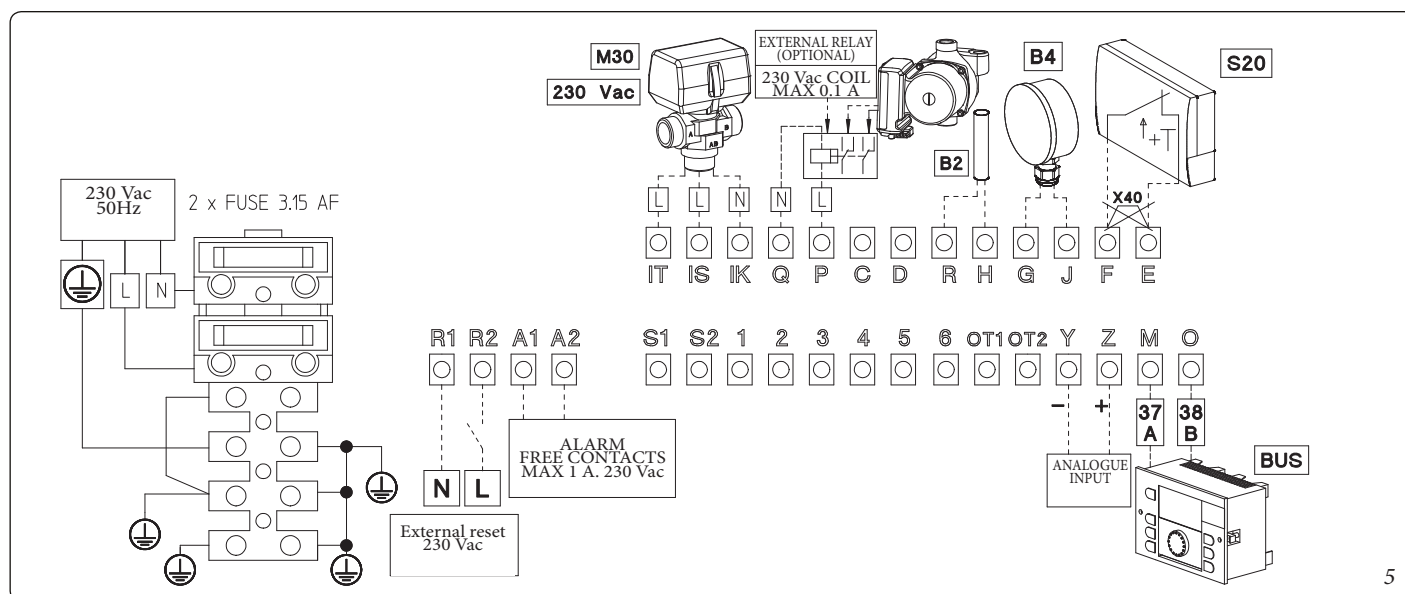 M30
230 Vac
EXTERNAL RELAY
(OPTIONAL)
230 Vac COIL
MAX 0.1 A
B4
S20
B2
A
B
AB
+T
X40
230 Vac
50Hz
2 x FUSE 3.15 AF
L
N
L
L
N
N
L
IT IS IK Q P C D R H G J F E
R1 R2 A1 A2 S1 S2 1 2 3 4 5 6 OT1 OT2 Y Z M O
-
+
37
A
38
B
ALARM
FREE CONTACTS
MAX 1 A. 230 Vac
N
L
External reset
230 Vac
ANALOGUE
INPUT
BUS
5